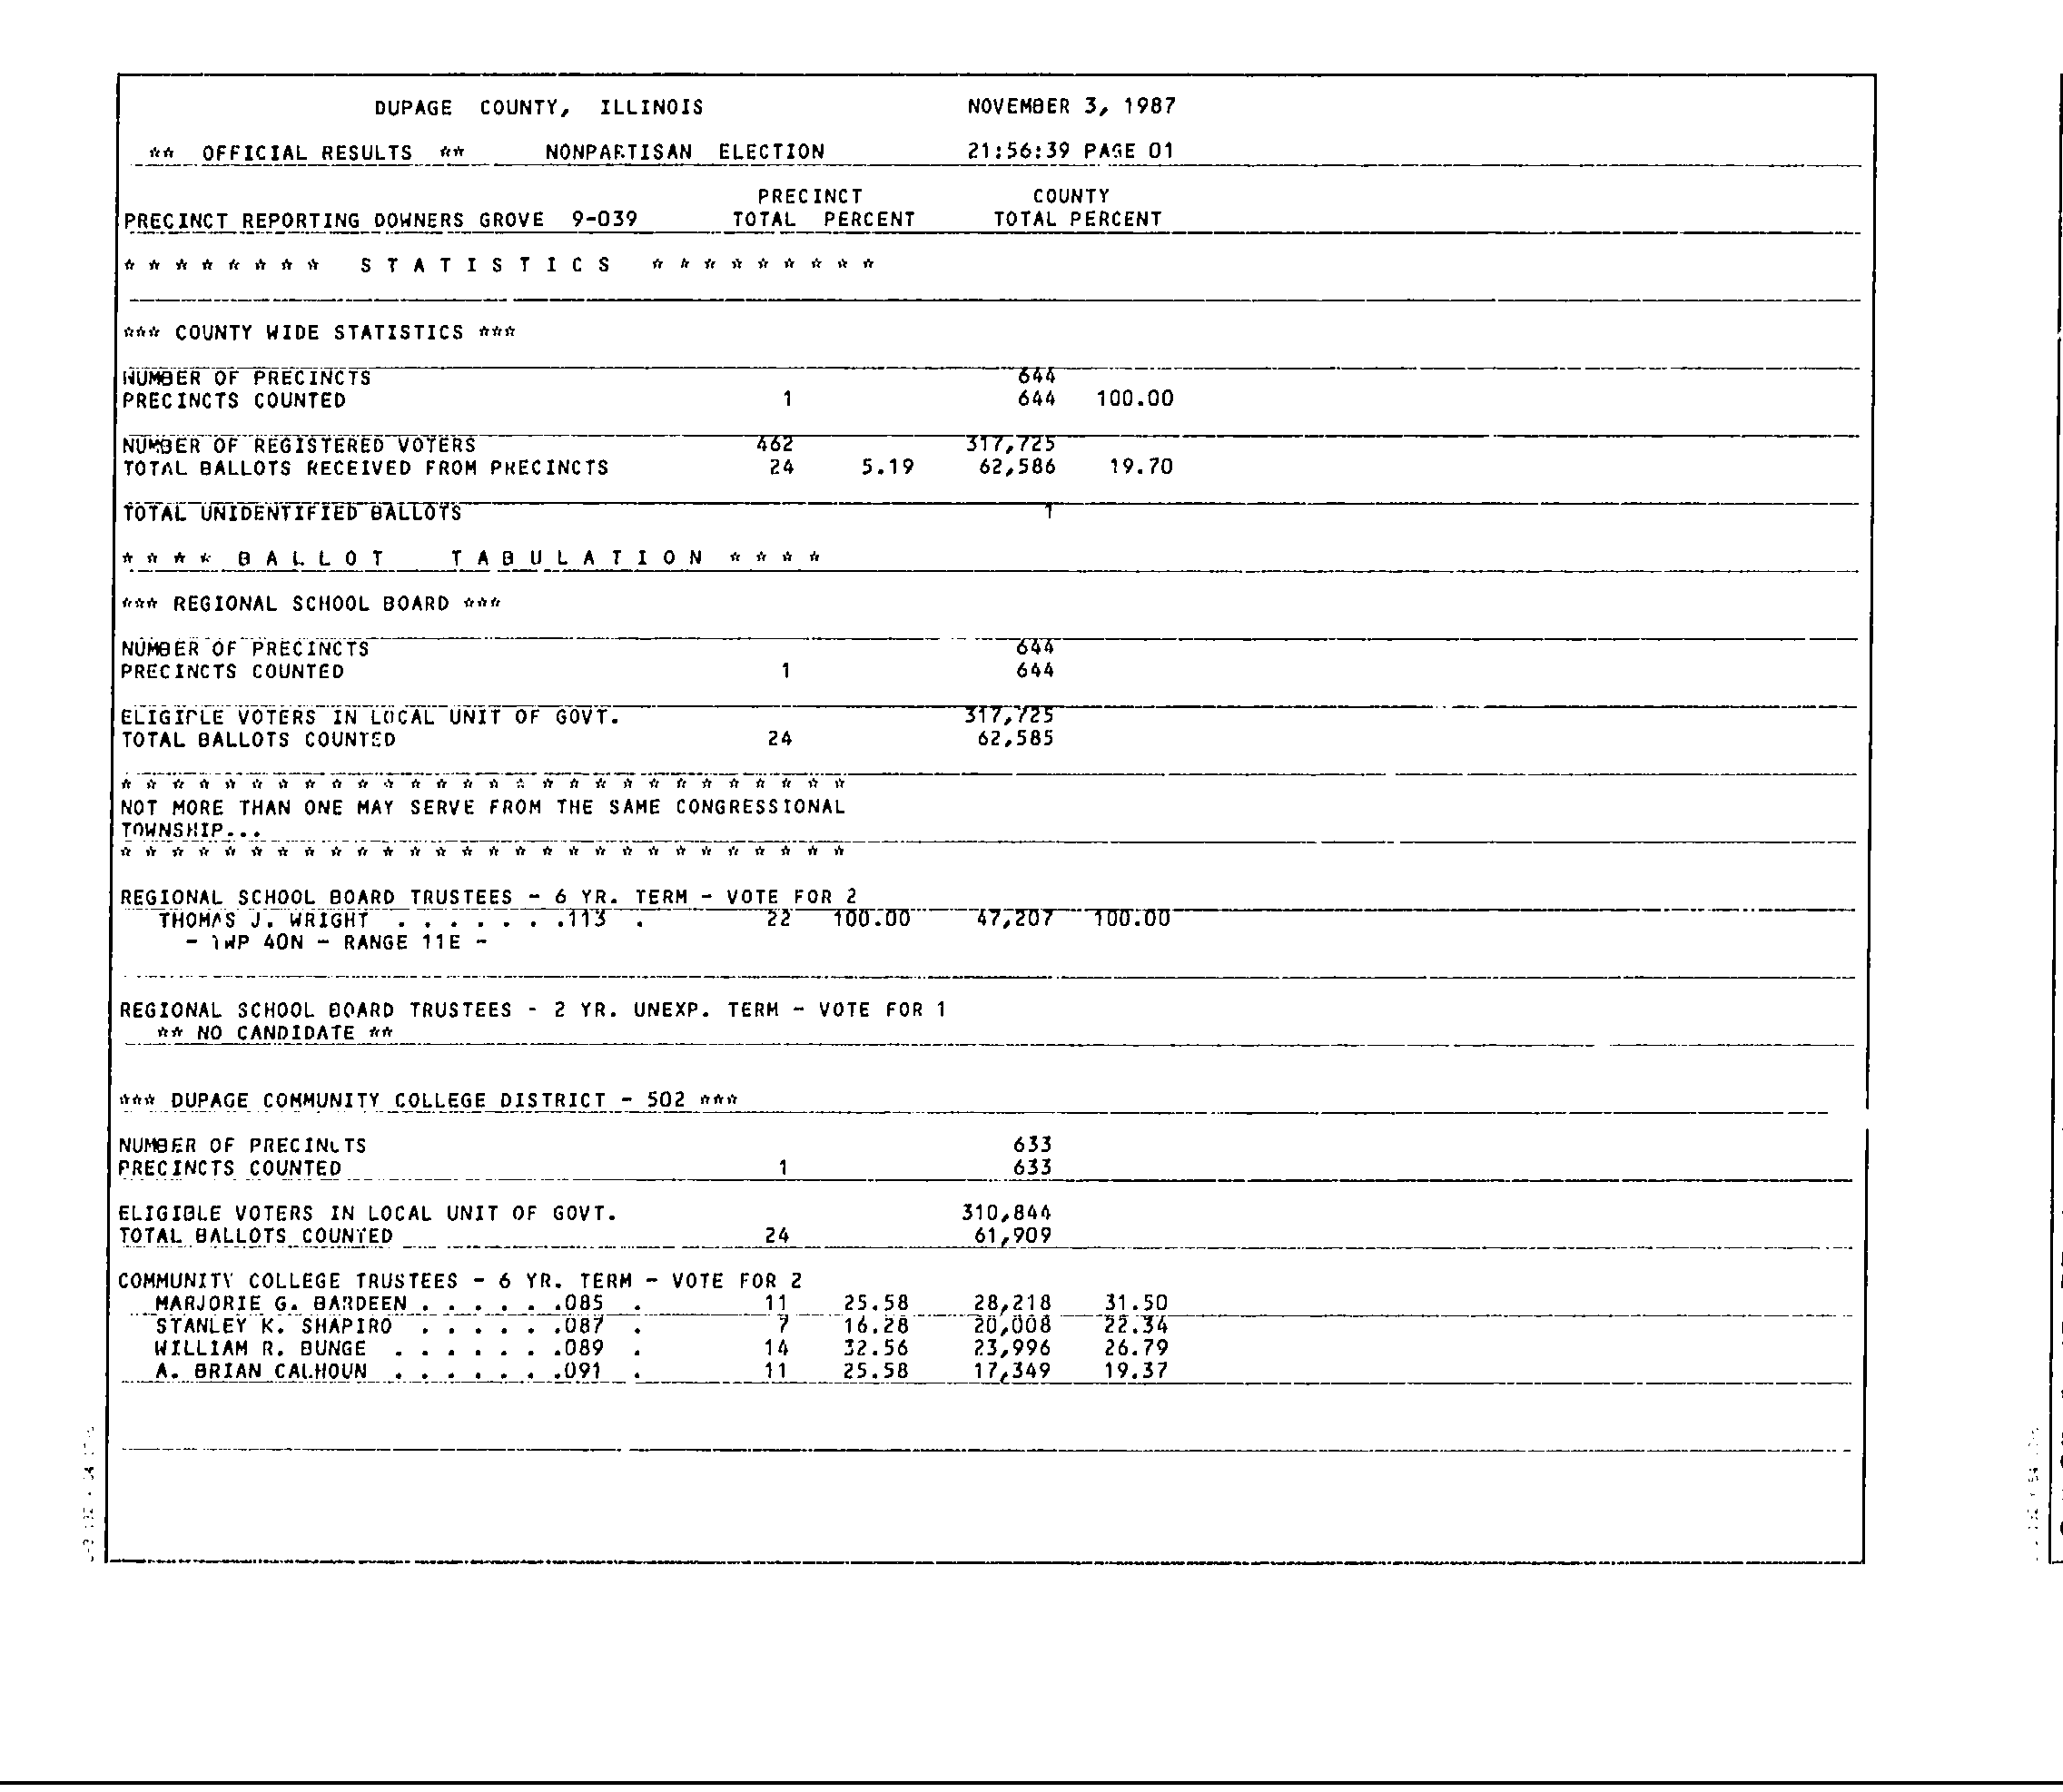 DUPAGE COUNTY, ILLINOIS NOVEMBER 3, 1987
** OFFICIAL RESULTS ** NONPARTISAN ELECTION 21:56:39 PAGE 01
PRECINCT COUNTY
PRECINCT REPORTING DOWNERS GROVE 9-039 TOTAL PERCENT TOTAL PERCENT
* * * * * * * * S T A T I S T I C S * * * * * * * * *
*** COUNTY WIDE STATISTICS ***
NUMBER OF PRECINCTS 644
PRECINCTS COUNTED 1 644 100.00
NUMBER OF REGISTERED VOTERS 462 317,725
TOTAL BALLOTS RECEIVED FROM PRECINCTS 24 5.19 62,586 19.70
TOTAL UNIDENTIFIED BALLOTS 1
* * * * B A L L O T T A B U L A T I O N * * * *
*** REGIONAL SCHOOL BOARD ***
NUMBER OF PRECINCTS 644
PRECINCTS COUNTED 1 644
ELIGIBLE VOTERS IN LOCAL UNIT OF GOVT. 317,725
TOTAL BALLOTS COUNTED 24 62,585
* * * * * * * * * * * * * * * * * * * * * * * * * * * *
NOT MORE THAN ONE MAY SERVE FROM THE SAME CONGRESSIONAL
TOWNSHIP...
* * * * * * * * * * * * * * * * * * * * * * * * * * * *
REGIONAL SCHOOL BOARD TRUSTEES - 6 YR. TERM - VOTE FOR 2
THOMAS J. WRIGHT . . . . . . .113 . 22 100.00 47,207 100.00
- TWP 40N - RANGE 11E -
REGIONAL SCHOOL BOARD TRUSTEES - 2 YR. UNEXP. TERM - VOTE FOR 1
** NO CANDIDATE **
*** DUPAGE COMMUNITY COLLEGE DISTRICT - 502 ***
NUMBER OF PRECINCTS 633
PRECINCTS COUNTED 1 633
ELIGIBLE VOTERS IN LOCAL UNIT OF GOVT. 310,844
TOTAL BALLOTS COUNTED 24 61,909
COMMUNITY COLLEGE TRUSTEES - 6 YR. TERM - VOTE FOR 2
MARJORIE G. BARDEEN . . . . . .085 . 11 25.58 28,218 31.50
STANLEY K. SHAPIRO . . . . . .087 . 7 16.28 20,008 22.34
WILLIAM R. BUNGE . . . . . . .089 . 14 32.56 23,996 26.79
A. BRIAN CALHOUN . . . . . . .091 . 11 25.58 17,349 19.37